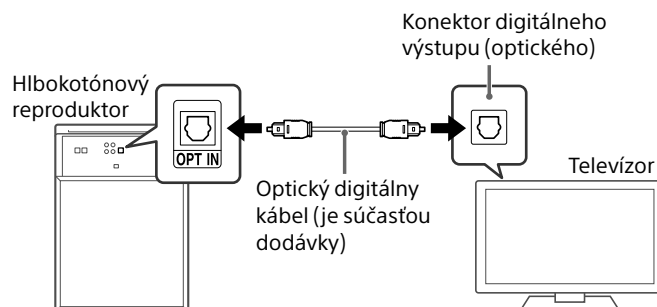 Konektor digitálneho
výstupu (optického)
Hlbokotónový
reproduktor
OPT IN
Televízor
Optický digitálny
kábel (je súčasťou
dodávky)